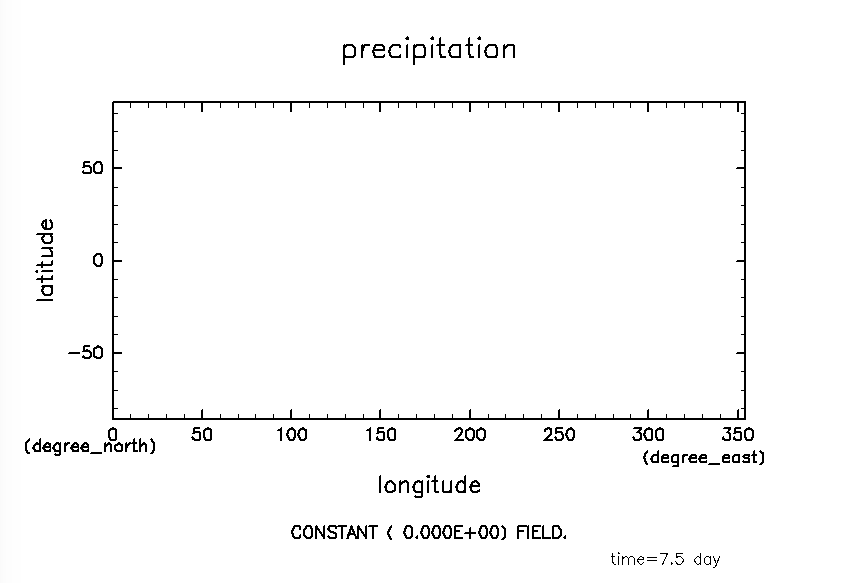 precipitation
50
0
−50
latitude
0 50 100 150 200 250 300 350
(degree_north)
(degree_east)
longitude
CONSTANT ( 0.000E+00) FIELD.
time=7.5 day